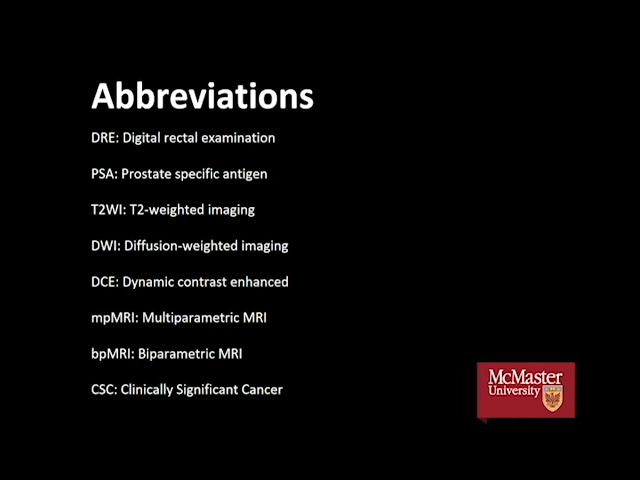 Abbreviations
DRE: Digital rectal examination
PSA: Prostate specific antigen
T2WI: T2-weighted imaging
DWI: Diffusion-weighted imaging
DCE: Dynamic contrast enhanced
mpMRI: Multiparametric MRI
bpMRI: Biparametric MRI
CSC: Clinically Significant Cancer
McMaster
University